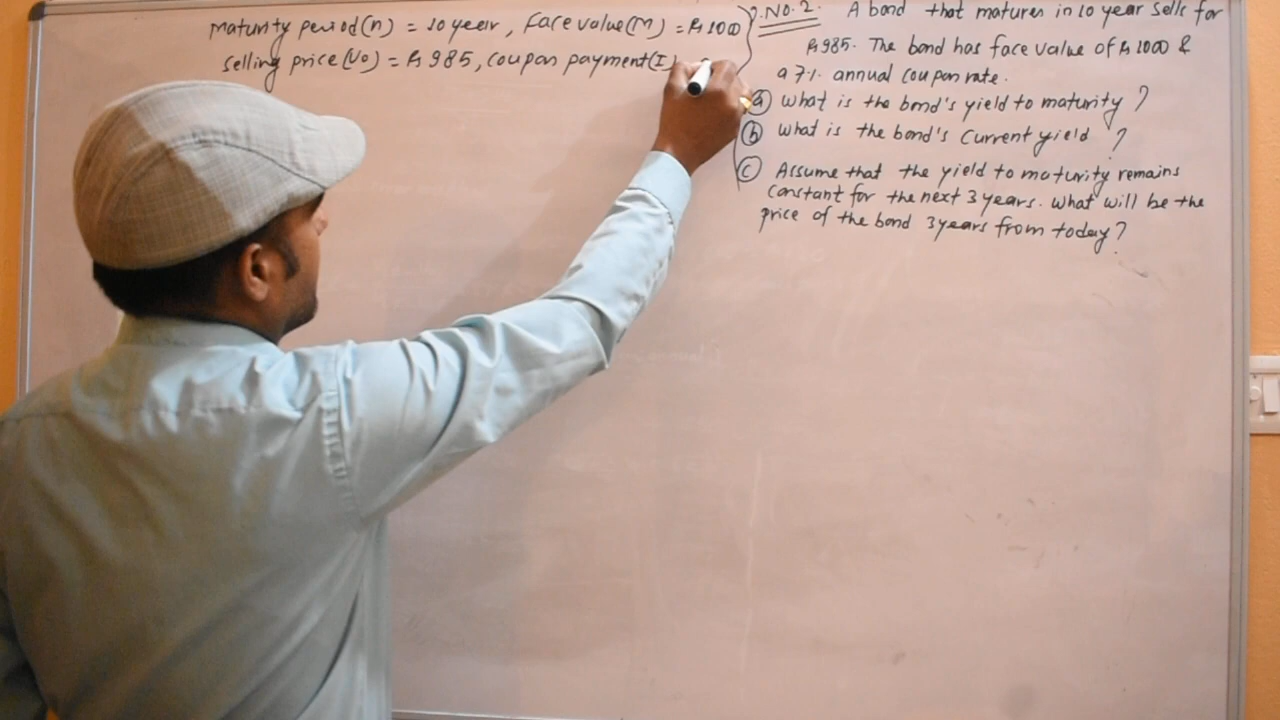 maturity period(n) = 10 year, Face value(M) = Rs 1000
selling price(V0) = Rs 985, coupon payment(I)
Q.NO.2. A bond that matures in 10 year sells for
Rs 985. The bond has face value of Rs 1000 &
a 7% annual coupon rate.
(a) what is the bond's yield to maturity ?
(b) what is the bond's current yield ?
(c) Assume that the yield to maturity remains
constant for the next 3 years. what will be the
price of the bond 3 years from today?